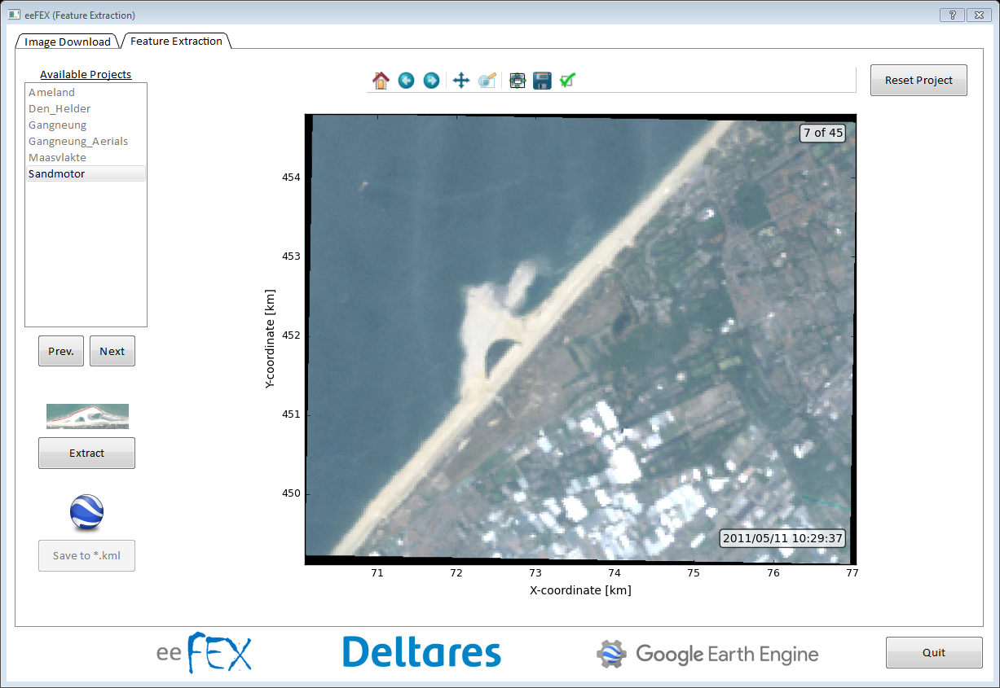 eeFEX (Feature Extraction)
?
Image Download
Feature Extraction
Available Projects
Ameland
Den_Helder
Gangneung
Gangneung_Aerials
Maasvlakte
Sandmotor
Reset Project
7 of 45
454
453
452
451
450
Y-coordinate [km]
2011/05/11 10:29:37
71 72 73 74 75 76 77
X-coordinate [km]
Prev. Next
Extract
Save to *.kml
ee FEX
Deltares
Google Earth Engine
Quit